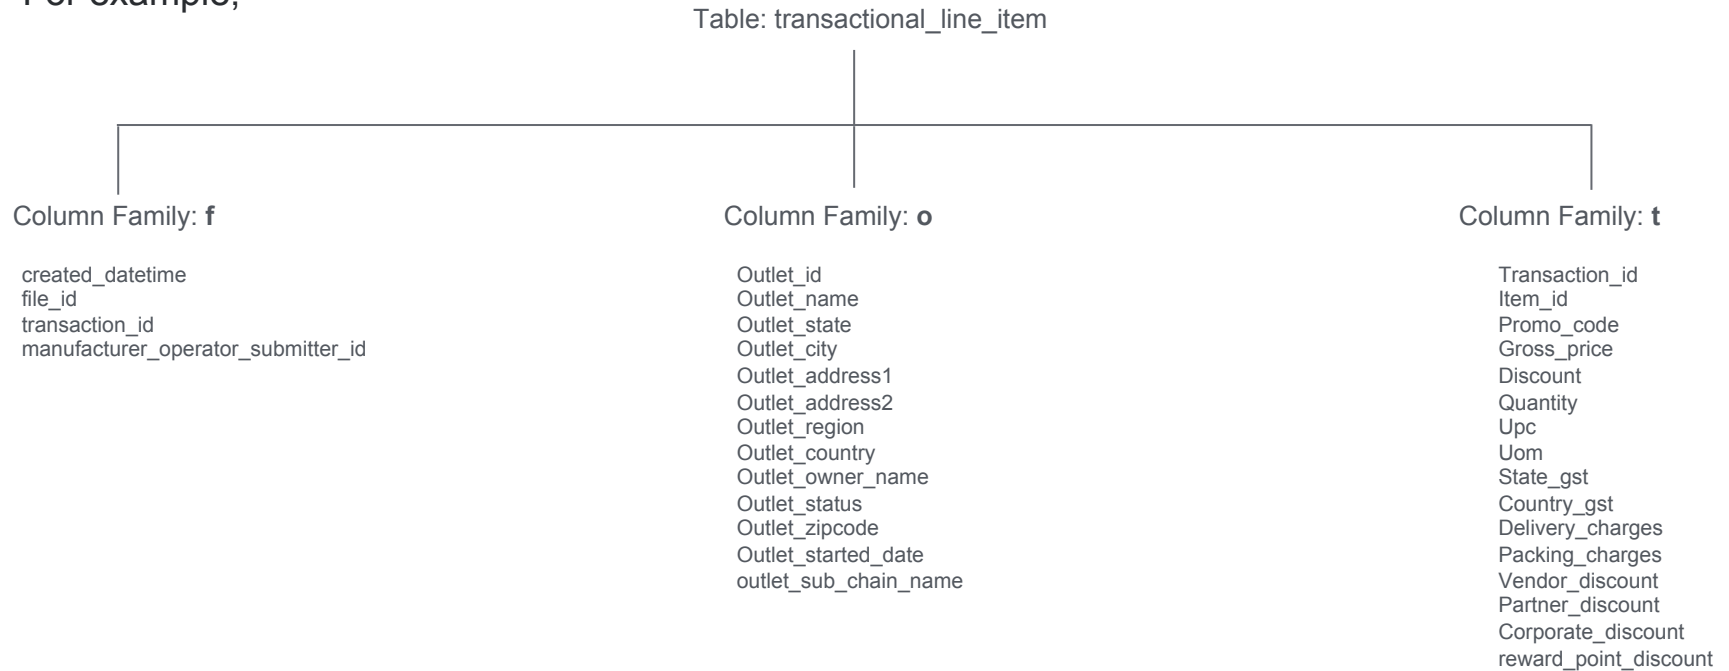 For example,
Table: transactional_line_item
Column Family: f
created_datetime
file_id
transaction_id
manufacturer_operator_submitter_id
Column Family: o
Outlet_id
Outlet_name
Outlet_state
Outlet_city
Outlet_address1
Outlet_address2
Outlet_region
Outlet_country
Outlet_owner_name
Outlet_status
Outlet_zipcode
Outlet_started_date
outlet_sub_chain_name
Column Family: t
Transaction_id
Item_id
Promo_code
Gross_price
Discount
Quantity
Upc
Uom
State_gst
Country_gst
Delivery_charges
Packing_charges
Vendor_discount
Partner_discount
Corporate_discount
reward_point_discount